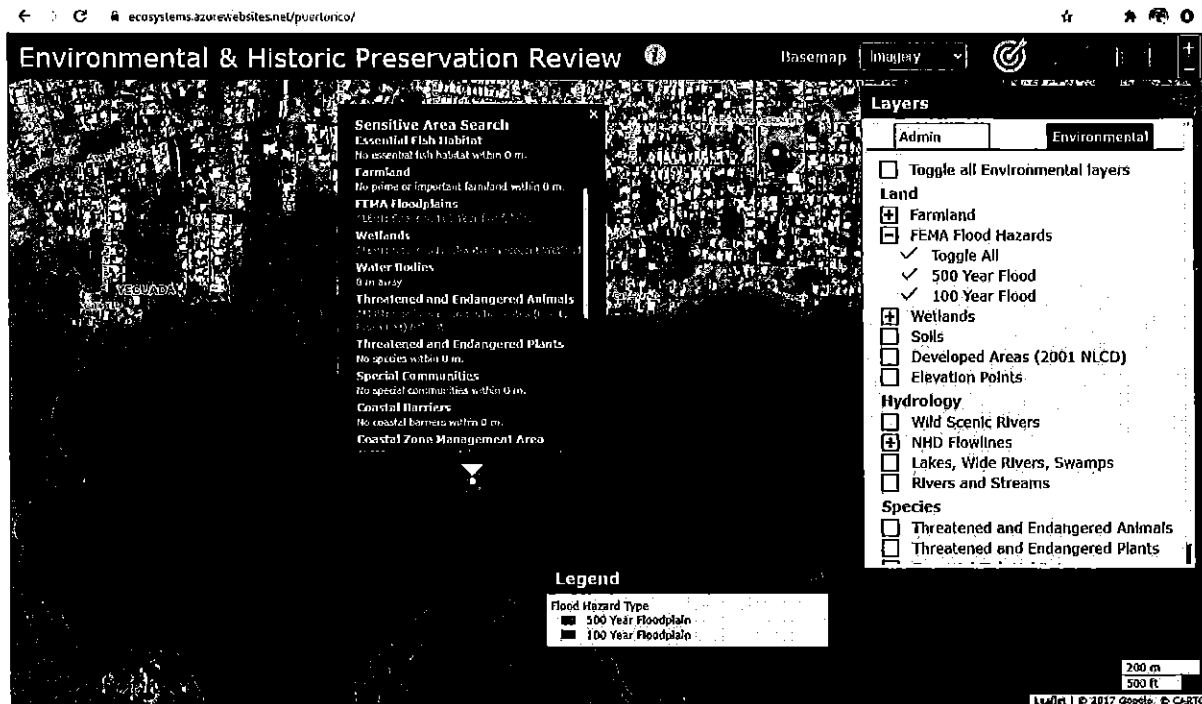 ecosystems.azurewebsites.net/puertorico/
Environmental & Historic Preservation Review
Basemap
Imagery
Sensitive Area Search
Essential Fish Habitat
No essential fish habitat within 0 m.
Farmland
No prime or important farmland within 0 m.
FEMA Floodplains
Wetlands
Water Bodies
0 m away
Threatened and Endangered Animals
Threatened and Endangered Plants
No species within 0 m.
Special Communities
No special communities within 0 m.
Coastal Barriers
No coastal barriers within 0 m.
Coastal Zone Management Area
YEGUADA
Layers
Admin
Environmental
Toggle all Environmental layers
Land
Farmland
FEMA Flood Hazards
Toggle All
500 Year Flood
100 Year Flood
Wetlands
Soils
Developed Areas (2001 NLCD)
Elevation Points
Hydrology
Wild Scenic Rivers
NHD Flowlines
Lakes, Wide Rivers, Swamps
Rivers and Streams
Species
Threatened and Endangered Animals
Threatened and Endangered Plants
Legend
Flood Hazard Type
500 Year Floodplain
100 Year Floodplain
200 m
500 ft
Leaflet | © 2017 Google, © CARTO